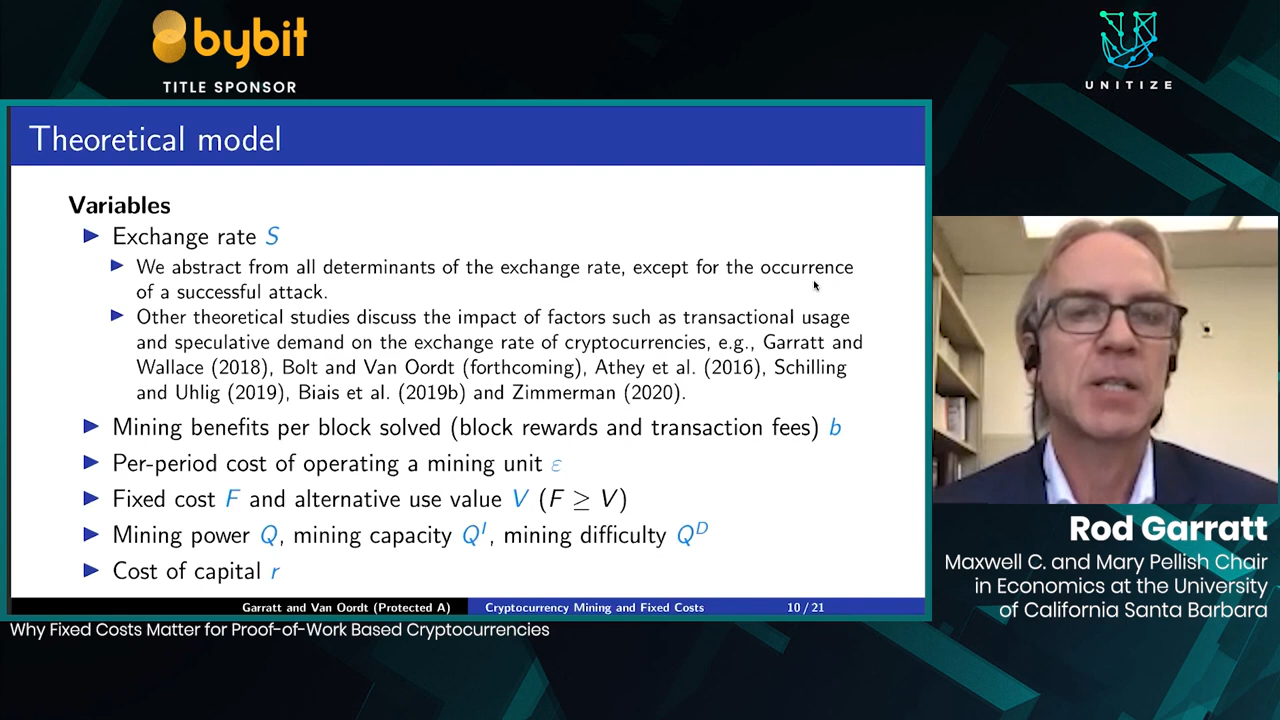 bybit
TITLE SPONSOR
UNITIZE
Theoretical model
Variables
Exchange rate S
We abstract from all determinants of the exchange rate, except for the occurrence
of a successful attack.
Other theoretical studies discuss the impact of factors such as transactional usage
and speculative demand on the exchange rate of cryptocurrencies, e.g., Garratt and
Wallace (2018), Bolt and Van Oordt (forthcoming), Athey et al. (2016), Schilling
and Uhlig (2019), Biais et al. (2019b) and Zimmerman (2020).
Mining benefits per block solved (block rewards and transaction fees) b
Per-period cost of operating a mining unit ε
Fixed cost F and alternative use value V (F ≥ V)
Mining power Q, mining capacity Q^I, mining difficulty Q^D
Cost of capital r
Garratt and Van Oordt (Protected A) Cryptocurrency Mining and Fixed Costs 10 / 21
Why Fixed Costs Matter for Proof-of-Work Based Cryptocurrencies
Rod Garratt
Maxwell C. and Mary Pellish Chair
in Economics at the University
of California Santa Barbara